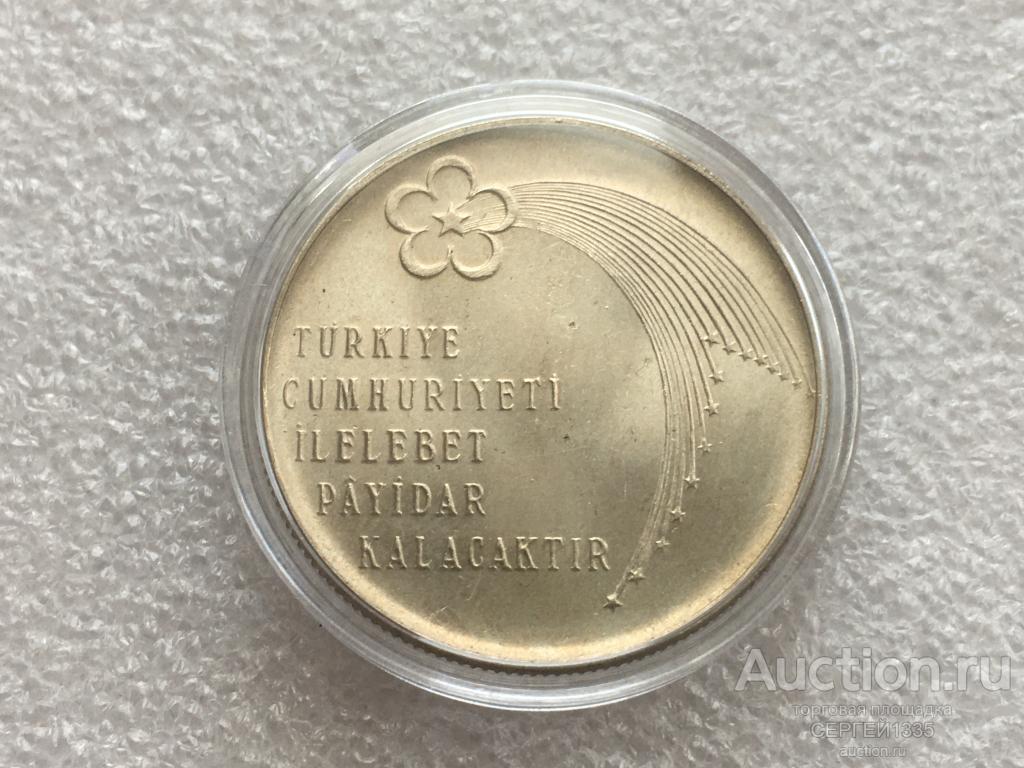 TÜRKİYE
CUMHURİYETİ
İLELEBET
PÂYİDAR
KALACAKTIR
Auction.ru
торговая площадка
СЕРГЕЙ1335
auction.ru